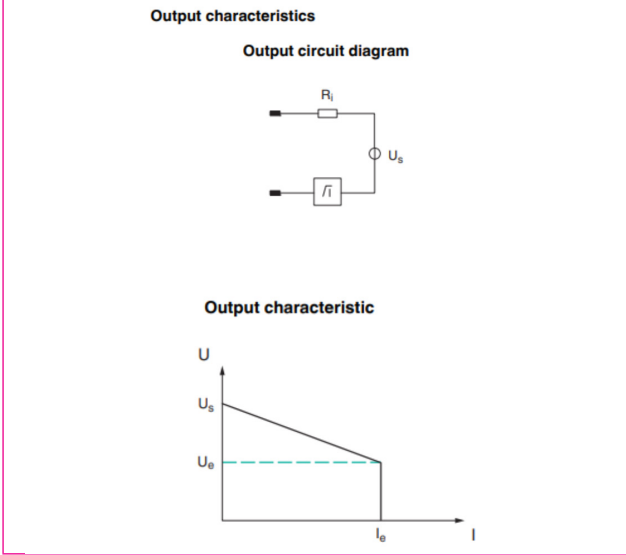 Output characteristics
Output circuit diagram
Rᵢ
Uₛ
Output characteristic
U
Uₛ
Uₑ
Iₑ
I